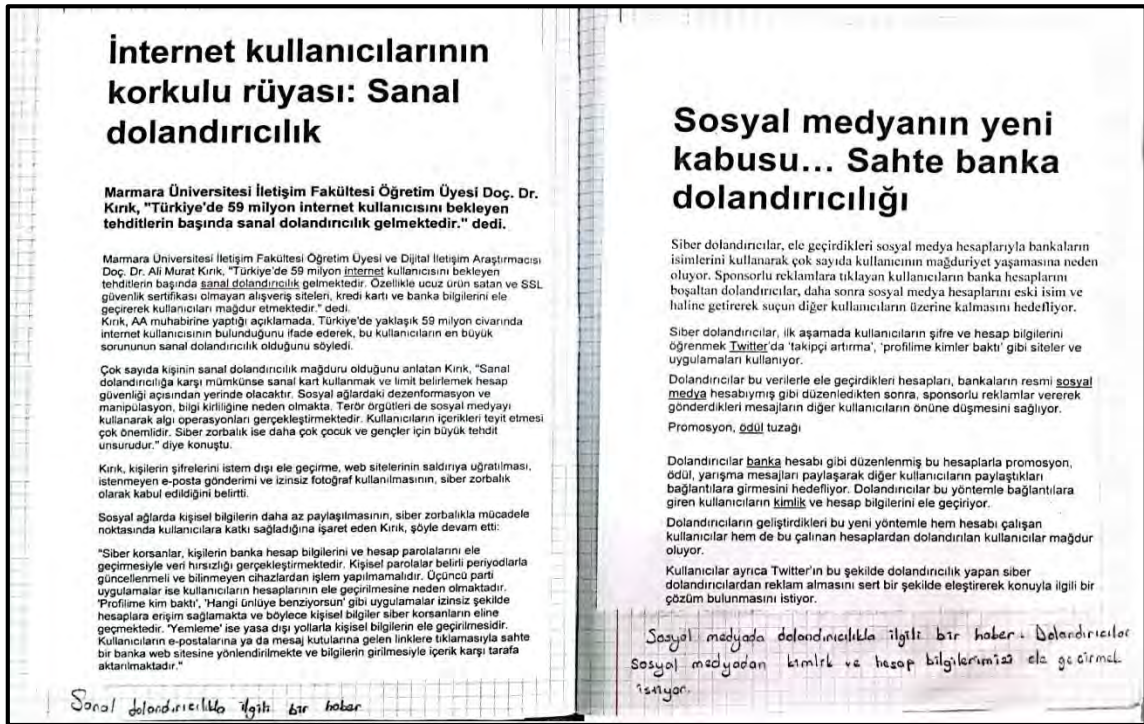 İnternet kullanıcılarının
korkulu rüyası: Sanal
dolandırıcılık
Marmara Üniversitesi İletişim Fakültesi Öğretim Üyesi Doç. Dr.
Kırık, "Türkiye'de 59 milyon internet kullanıcısını bekleyen
tehditlerin başında sanal dolandırıcılık gelmektedir." dedi.
Marmara Üniversitesi İletişim Fakültesi Öğretim Üyesi ve Dijital İletişim Araştırmacısı
Doç. Dr. Ali Murat Kırık, "Türkiye'de 59 milyon internet kullanıcısını bekleyen
tehditlerin başında sanal dolandırıcılık gelmektedir. Özellikle ucuz ürün satan ve SSL
güvenlik sertifikası olmayan alışveriş siteleri, kredi kartı ve banka bilgilerini ele
geçirerek kullanıcıları mağdur etmektedir." dedi.
Kırık, AA muhabirine yaptığı açıklamada, Türkiye'de yaklaşık 59 milyon civarında
internet kullanıcısının bulunduğunu ifade ederek, bu kullanıcıların en büyük
sorununun sanal dolandırıcılık olduğunu söyledi.
Çok sayıda kişinin sanal dolandırıcılık mağduru olduğunu anlatan Kırık, "Sanal
dolandırıcılığa karşı mümkünse sanal kart kullanmak ve limit belirlemek hesap
güvenliği açısından yerinde olacaktır. Sosyal ağlardaki dezenformasyon ve
manipülasyon, bilgi kirliliğine neden olmakta. Terör örgütleri de sosyal medyayı
kullanarak algı operasyonları gerçekleştirmektedir. Kullanıcıların içerikleri teyit etmesi
çok önemlidir. Siber zorbalık ise daha çok çocuk ve gençler için büyük tehdit
unsurudur." diye konuştu.
Kırık, kişilerin şifrelerini istem dışı ele geçirme, web sitelerinin saldırıya uğratılması,
istenmeyen e-posta gönderimi ve izinsiz fotoğraf kullanılmasının, siber zorbalık
olarak kabul edildiğini belirtti.
Sosyal ağlarda kişisel bilgilerin daha az paylaşılmasının, siber zorbalıkla mücadele
noktasında kullanıcılara katkı sağladığına işaret eden Kırık, şöyle devam etti:
"Siber korsanlar, kişilerin banka hesap bilgilerini ve hesap parolalarını ele
geçirmesiyle veri hırsızlığı gerçekleştirmektedir. Kişisel parolalar belirli periyodlarla
güncellenmeli ve bilinmeyen cihazlardan işlem yapılmamalıdır. Üçüncü parti
uygulamalar ise kullanıcıların hesaplarının ele geçirilmesine neden olmaktadır.
'Profilime kim baktı', 'Hangi ünlüye benziyorsun' gibi uygulamalar izinsiz şekilde
hesaplara erişim sağlamakta ve böylece kişisel bilgiler siber korsanların eline
geçmektedir. 'Yemleme' ise yasa dışı yollarla kişisel bilgilerin ele geçirilmesidir.
Kullanıcıların e-postalarına ya da mesaj kutularına gelen linklere tıklamasıyla sahte
bir banka web sitesine yönlendirilmekte ve bilgilerin girilmesiyle içerik karşı tarafa
aktarılmaktadır."
Sanal dolandırıcılıkla ilgili bir haber
Sosyal medyanın yeni
kabusu... Sahte banka
dolandırıcılığı
Siber dolandırıcılar, ele geçirdikleri sosyal medya hesaplarıyla bankaların
isimlerini kullanarak çok sayıda kullanıcının mağduriyet yaşamasına neden
oluyor. Sponsorlu reklamlara tıklayan kullanıcıların banka hesaplarını
boşaltan dolandırıcılar, daha sonra sosyal medya hesaplarını eski isim ve
haline getirerek suçun diğer kullanıcıların üzerine kalmasını hedefliyor.
Siber dolandırıcılar, ilk aşamada kullanıcıların şifre ve hesap bilgilerini
öğrenmek Twitter'da 'takipçi artırma', 'profilime kimler baktı' gibi siteler ve
uygulamaları kullanıyor.
Dolandırıcılar bu verilerle ele geçirdikleri hesapları, bankaların resmi sosyal
medya hesabıymış gibi düzenledikten sonra, sponsorlu reklamlar vererek
gönderdikleri mesajların diğer kullanıcıların önüne düşmesini sağlıyor.
Promosyon, ödül tuzağı
Dolandırıcılar banka hesabı gibi düzenlenmiş bu hesaplarla promosyon,
ödül, yarışma mesajları paylaşarak diğer kullanıcıların paylaştıkları
bağlantılara girmesini hedefliyor. Dolandırıcılar bu yöntemle bağlantılara
giren kullanıcıların kimlik ve hesap bilgilerini ele geçiriyor.
Dolandırıcıların geliştirdikleri bu yeni yöntemle hem hesabı çalışan
kullanıcılar hem de bu çalınan hesaplardan dolandırılan kullanıcılar mağdur
oluyor.
Kullanıcılar ayrıca Twitter'ın bu şekilde dolandırıcılık yapan siber
dolandırıcılardan reklam almasını sert bir şekilde eleştirerek konuyla ilgili bir
çözüm bulunmasını istiyor.
Sosyal medyada dolandırıcılıkla ilgili bir haber. Dolandırıcılar
Sosyal medyadan kimlik ve hesap bilgilerimizi ele geçirmek
istiyor.